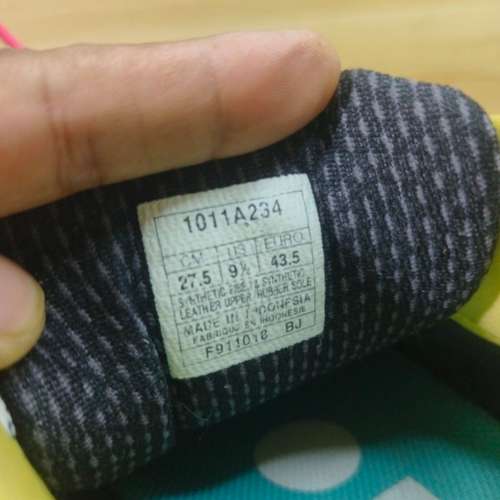 1011A234
CM US EURO
27.5 9½ 43.5
SYNTHETIC FIBER & SYNTHETIC
LEATHER UPPER RUBBER SOLE
MADE IN INDONESIA
FABRIQUE EN INDONESIE
F911018 BJ